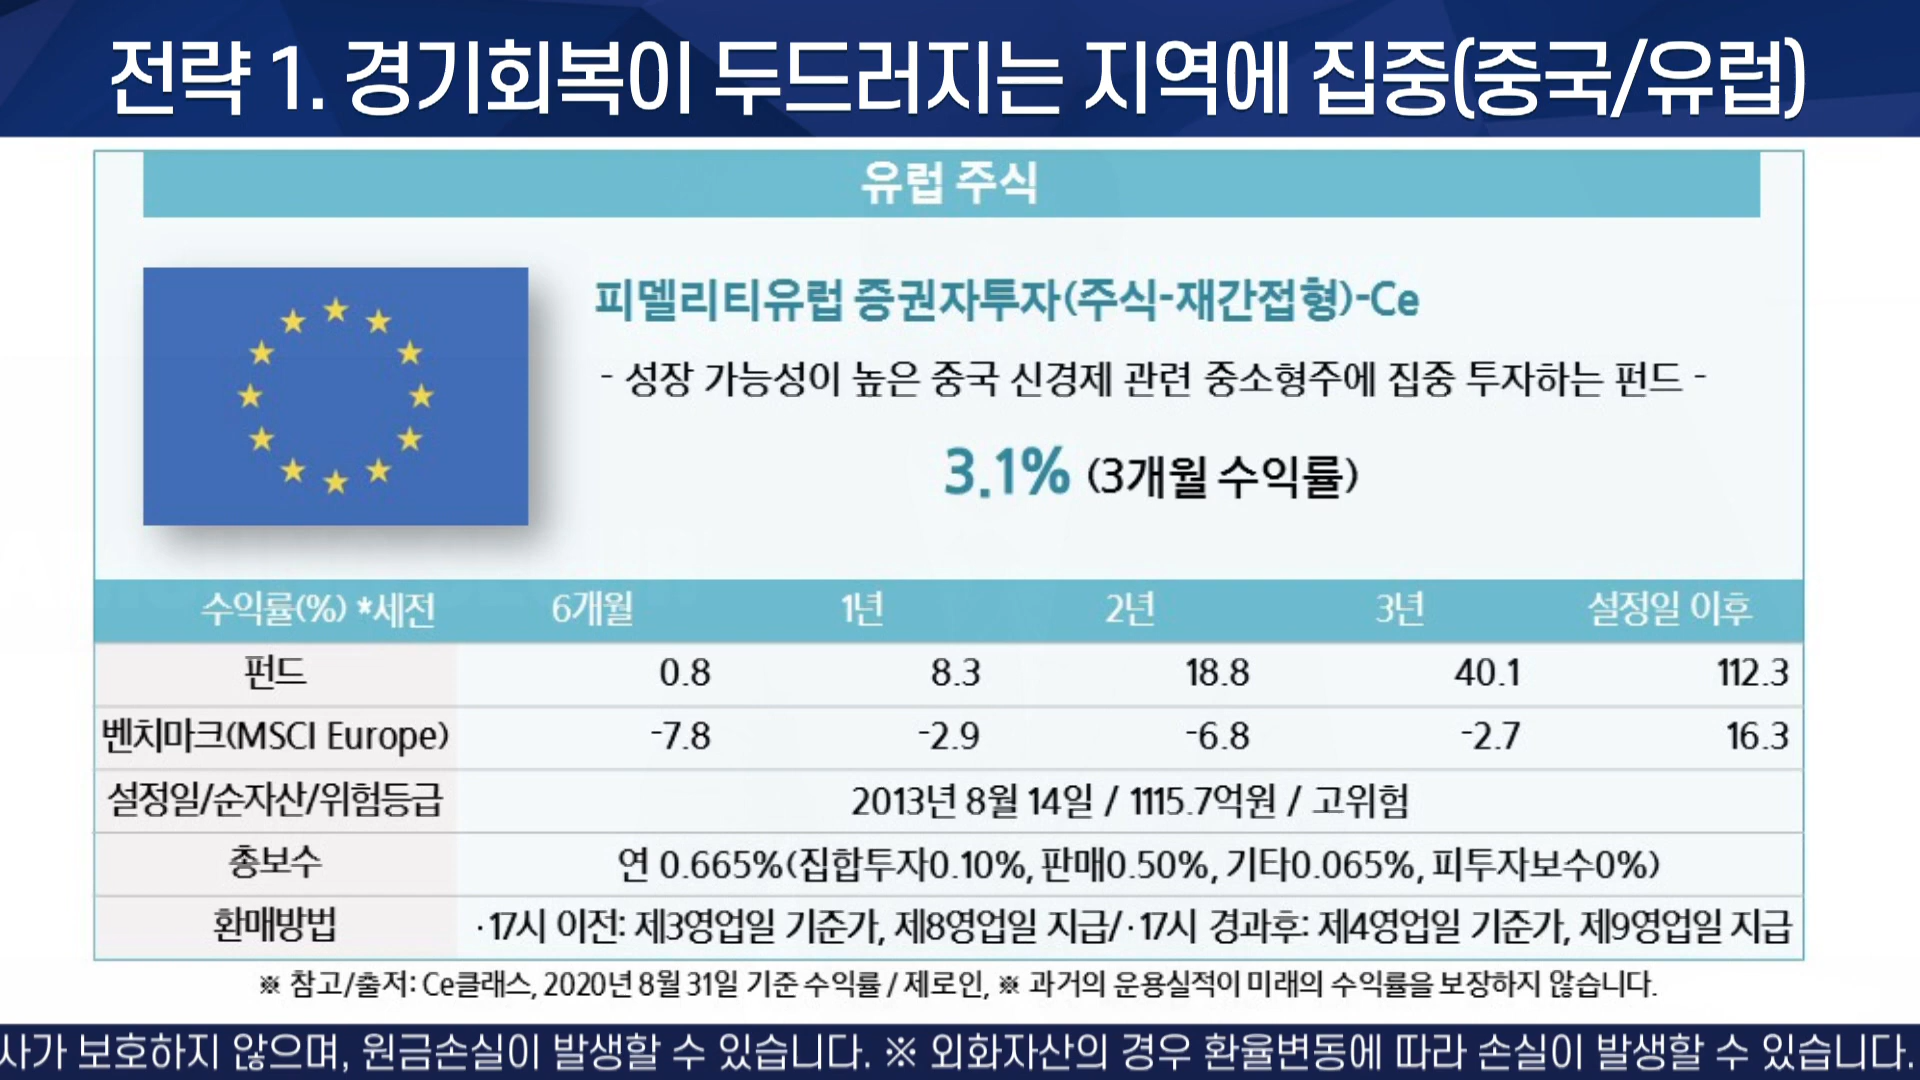 전략 1. 경기회복이 두드러지는 지역에 집중(중국/유럽)
유럽 주식
피델리티유럽 증권자투자(주식-재간접형)-Ce
- 성장 가능성이 높은 중국 신경제 관련 중소형주에 집중 투자하는 펀드 -
3.1% (3개월 수익률)
수익률(%) *세전 6개월 1년 2년 3년 설정일 이후
펀드 0.8 8.3 18.8 40.1 112.3
벤치마크(MSCI Europe) -7.8 -2.9 -6.8 -2.7 16.3
설정일/순자산/위험등급 2013년 8월 14일 / 1115.7억원 / 고위험
총보수 연 0.665%(집합투자0.10%, 판매0.50%, 기타0.065%, 피투자보수0%)
환매방법 ·17시 이전: 제3영업일 기준가, 제8영업일 지급/·17시 경과후: 제4영업일 기준가, 제9영업일 지급
※ 참고/출저: Ce클래스, 2020년 8월 31일 기준 수익률 / 제로인, ※ 과거의 운용실적이 미래의 수익률을 보장하지 않습니다.
사가 보호하지 않으며, 원금손실이 발생할 수 있습니다. ※ 외화자산의 경우 환율변동에 따라 손실이 발생할 수 있습니다.